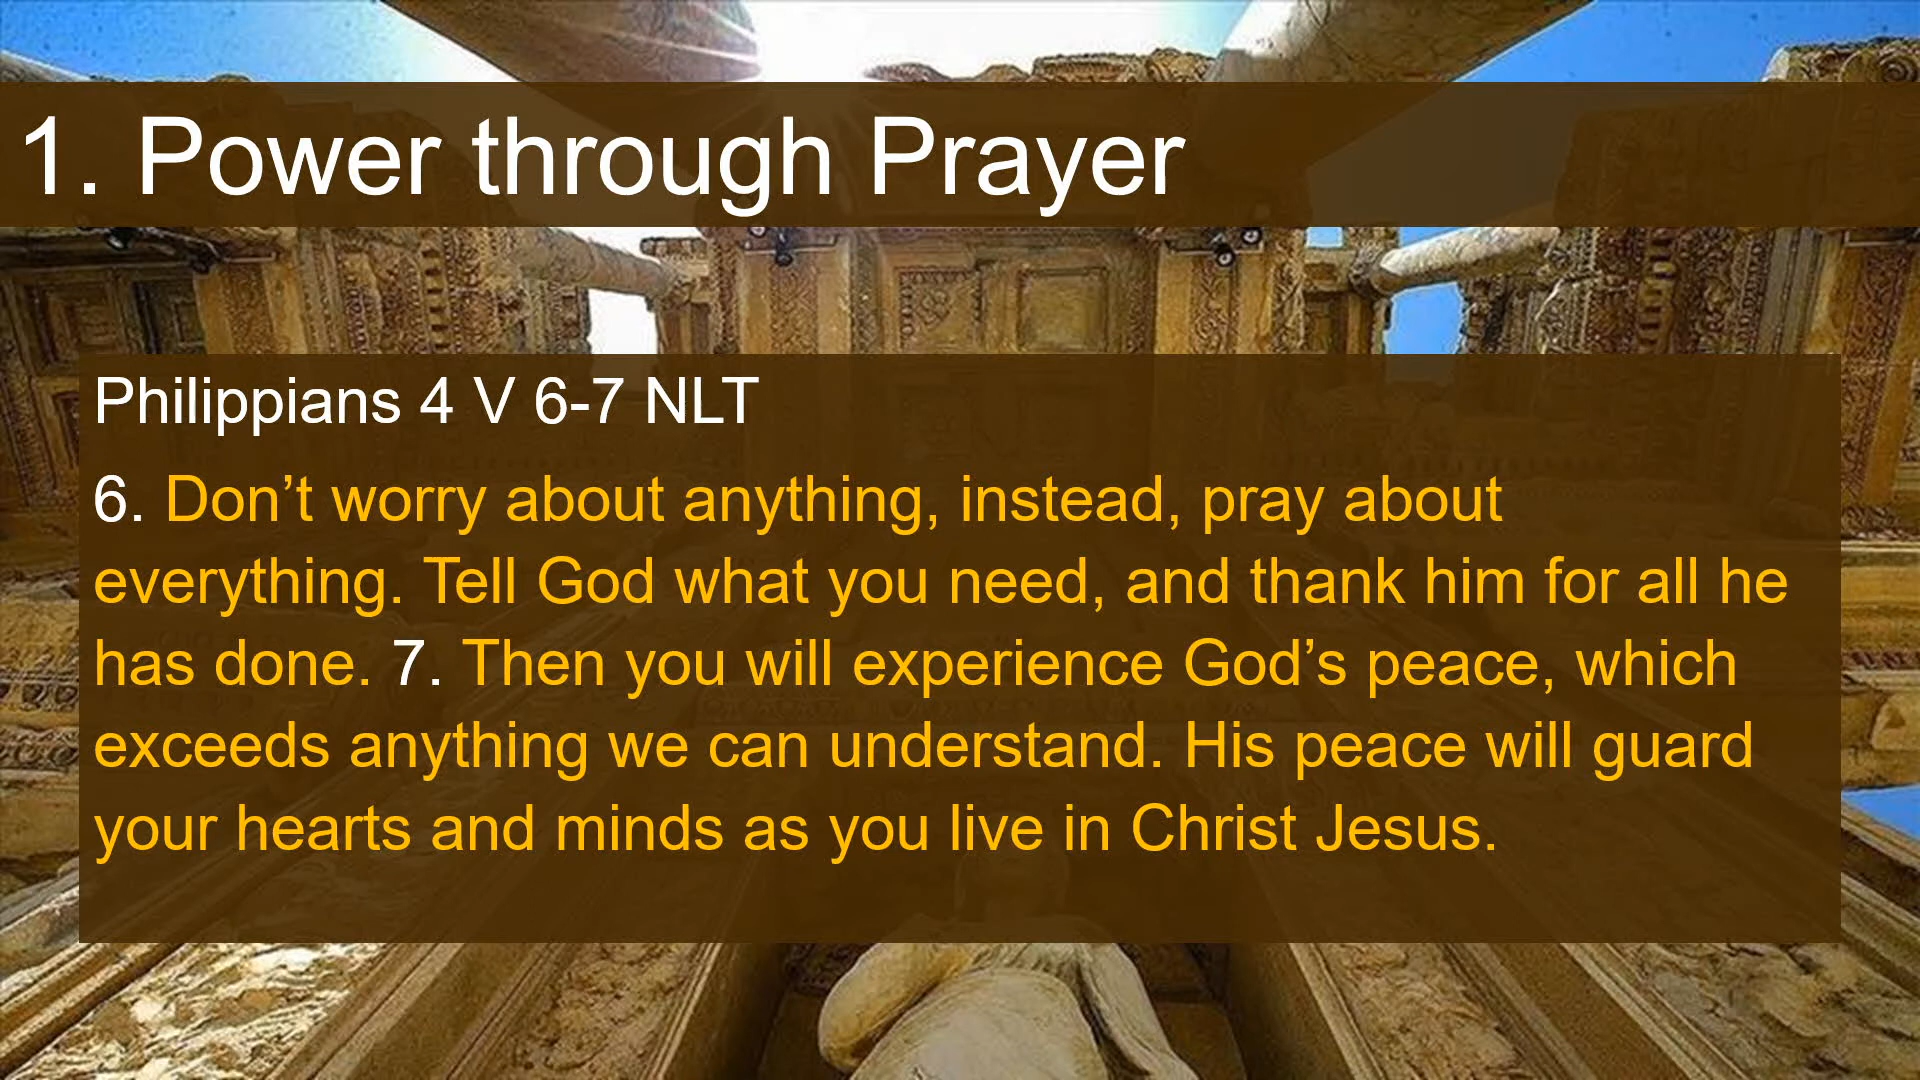 1. Power through Prayer
Philippians 4 V 6-7 NLT
6. Don’t worry about anything, instead, pray about
everything. Tell God what you need, and thank him for all he
has done. 7. Then you will experience God’s peace, which
exceeds anything we can understand. His peace will guard
your hearts and minds as you live in Christ Jesus.